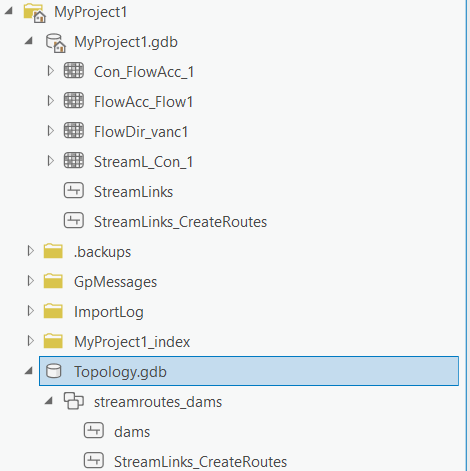 MyProject1
MyProject1.gdb
Con_FlowAcc_1
FlowAcc_Flow1
FlowDir_vanc1
StreamL_Con_1
StreamLinks
StreamLinks_CreateRoutes
.backups
GpMessages
ImportLog
MyProject1_index
Topology.gdb
streamroutes_dams
dams
StreamLinks_CreateRoutes